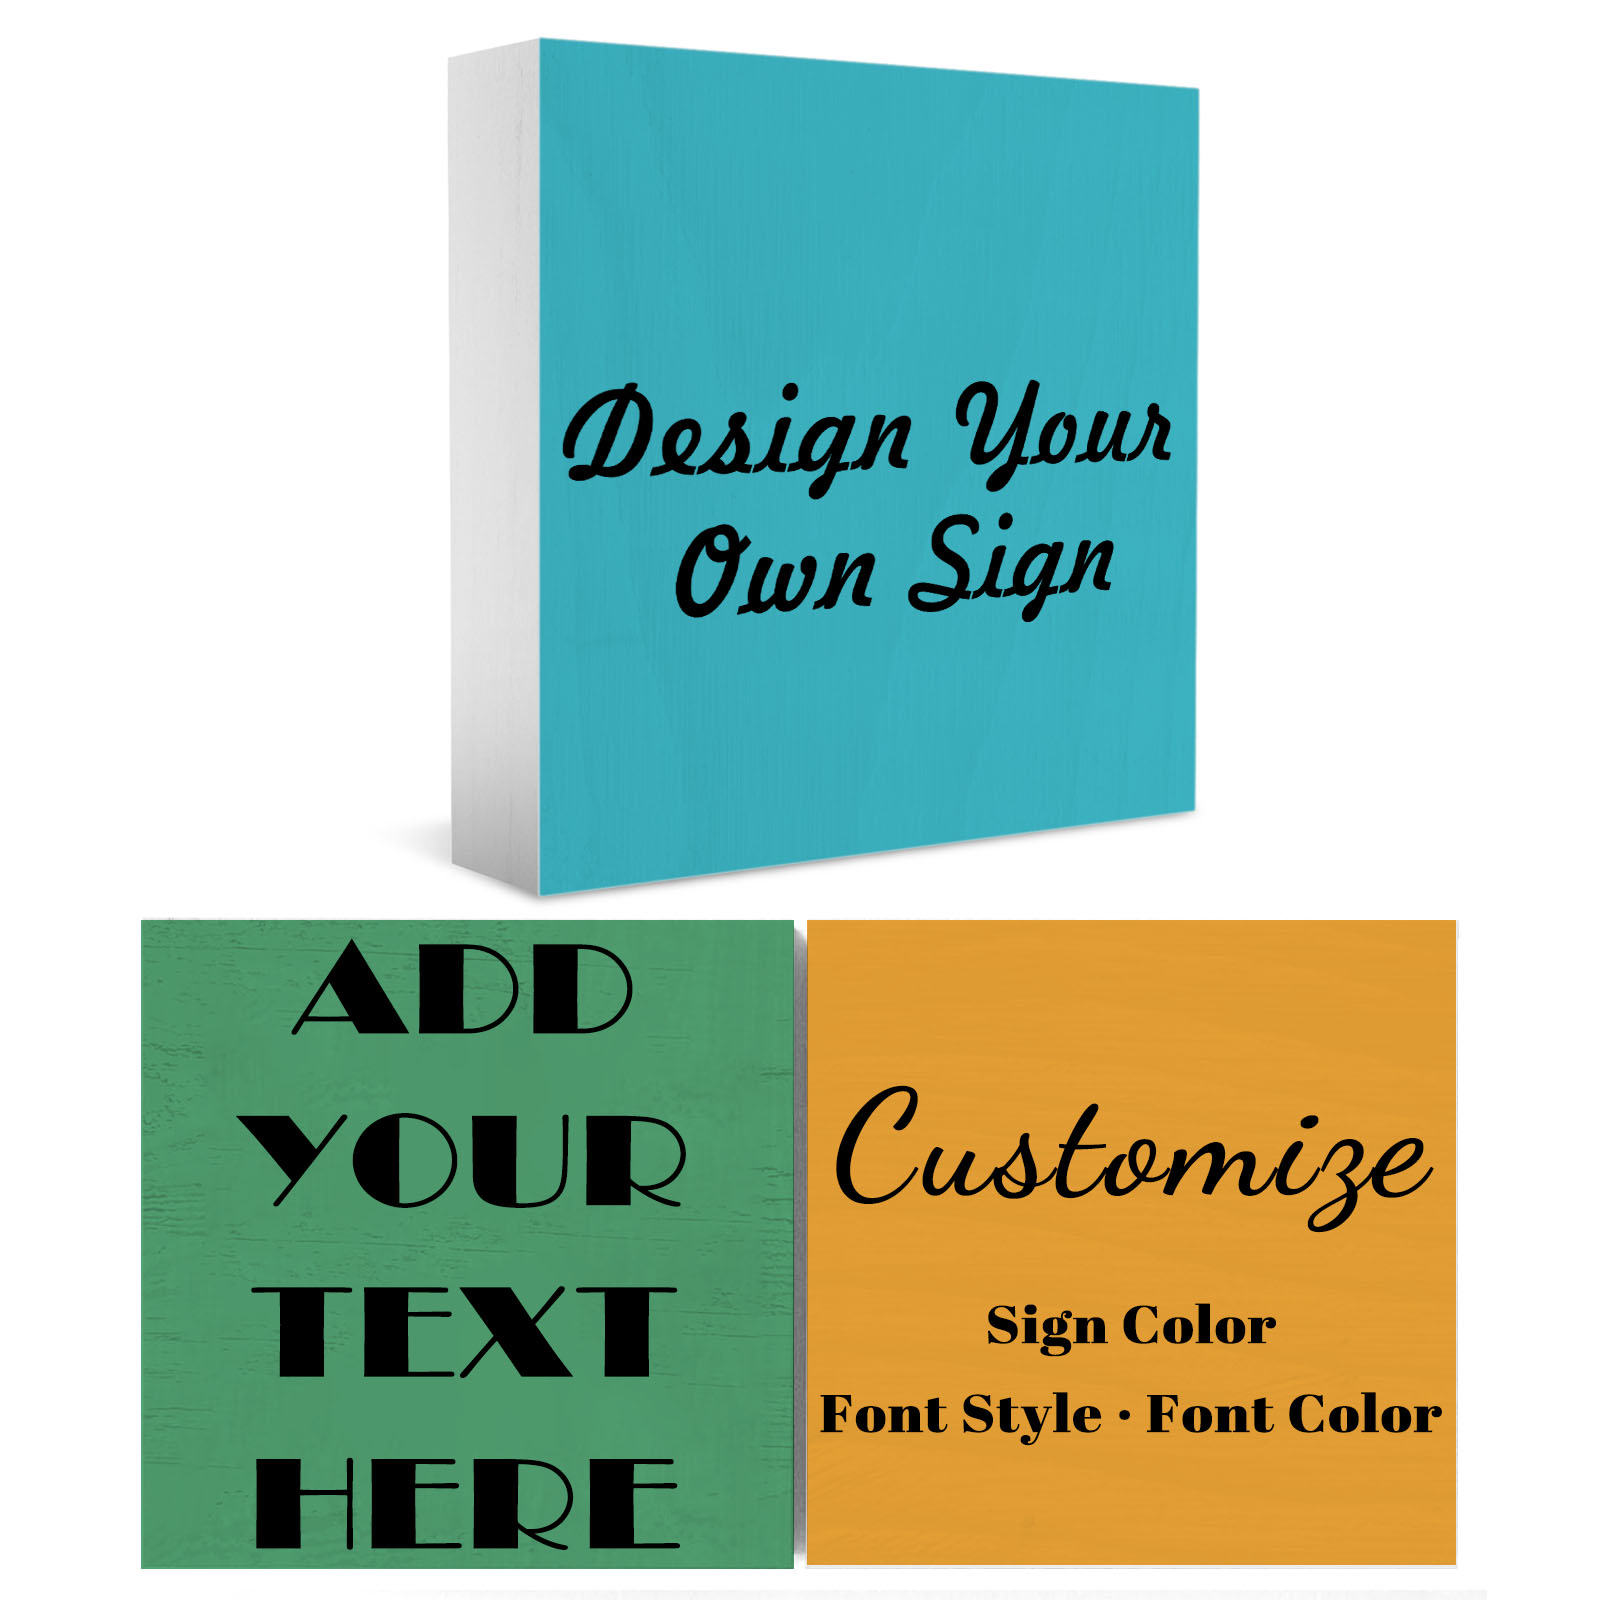 Design Your
Own Sign
ADD
YOUR
TEXT
HERE
Customize
Sign Color
Font Style · Font Color